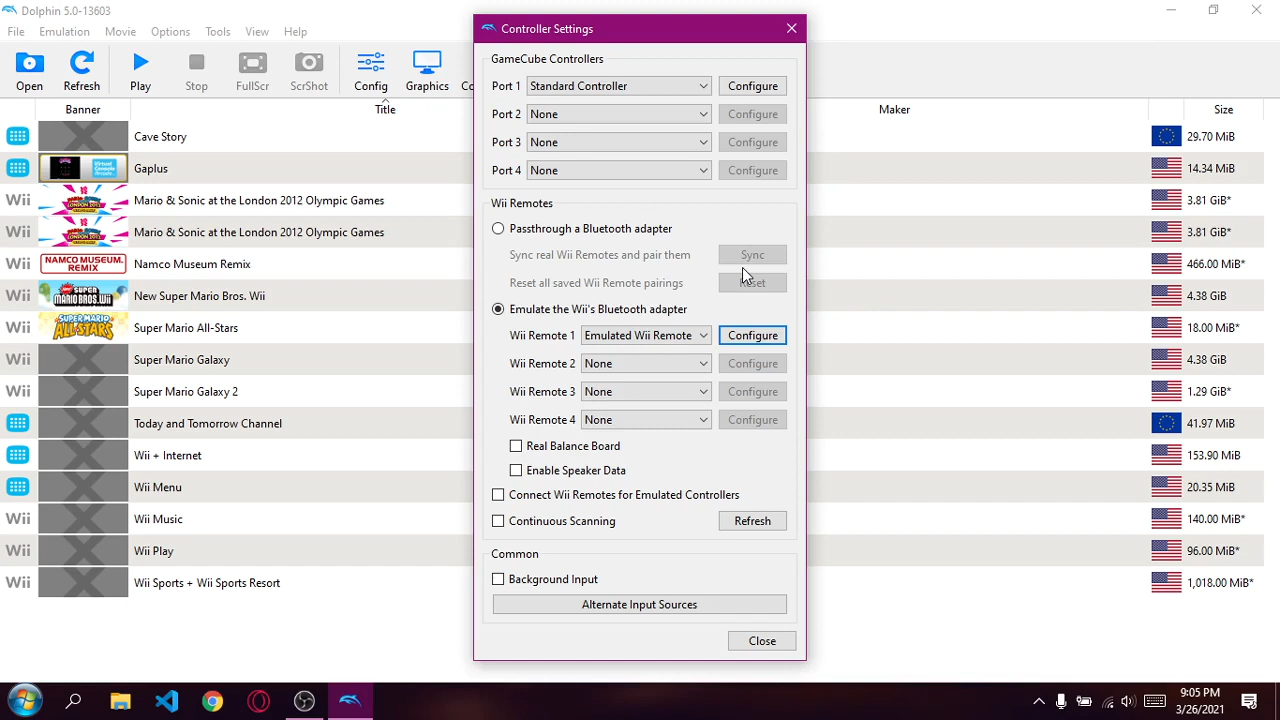 Dolphin 5.0-13603
File Emulation Movie Options Tools View Help
Open Refresh Play Stop FullScr ScrShot Config Graphics Co
Banner Title Maker Size
Cave Story 29.70 MiB
Gaplus 14.34 MiB
Wii Mario & Sonic at the London 2012 Olympic Games 3.81 GiB*
Wii Mario & Sonic at the London 2012 Olympic Games 3.81 GiB*
Wii NAMCO MUSEUM. REMIX Namco Museum Remix 466.00 MiB*
Wii New Super Mario Bros. Wii 4.38 GiB
Wii Super Mario All-Stars 18.00 MiB*
Wii Super Mario Galaxy 4.38 GiB
Wii Super Mario Galaxy 2 1.29 GiB*
Today and Tomorrow Channel 41.97 MiB
Wii + Internet 153.90 MiB
Wii Menu 20.35 MiB
Wii Wii Music 140.00 MiB*
Wii Wii Play 96.00 MiB*
Wii Wii Sports + Wii Sports Resort 1,018.00 MiB*
Controller Settings
GameCube Controllers
Port 1 Standard Controller Configure
Port 2 None Configure
Port 3 None Configure
Port 4 None Configure
Wii Remotes
Passthrough a Bluetooth adapter
Sync real Wii Remotes and pair them Sync
Reset all saved Wii Remote pairings Reset
Emulate the Wii's Bluetooth adapter
Wii Remote 1 Emulated Wii Remote Configure
Wii Remote 2 None Configure
Wii Remote 3 None Configure
Wii Remote 4 None Configure
Real Balance Board
Enable Speaker Data
Connect Wii Remotes for Emulated Controllers
Continuous Scanning Refresh
Common
Background Input
Alternate Input Sources
Close
9:05 PM
3/26/2021